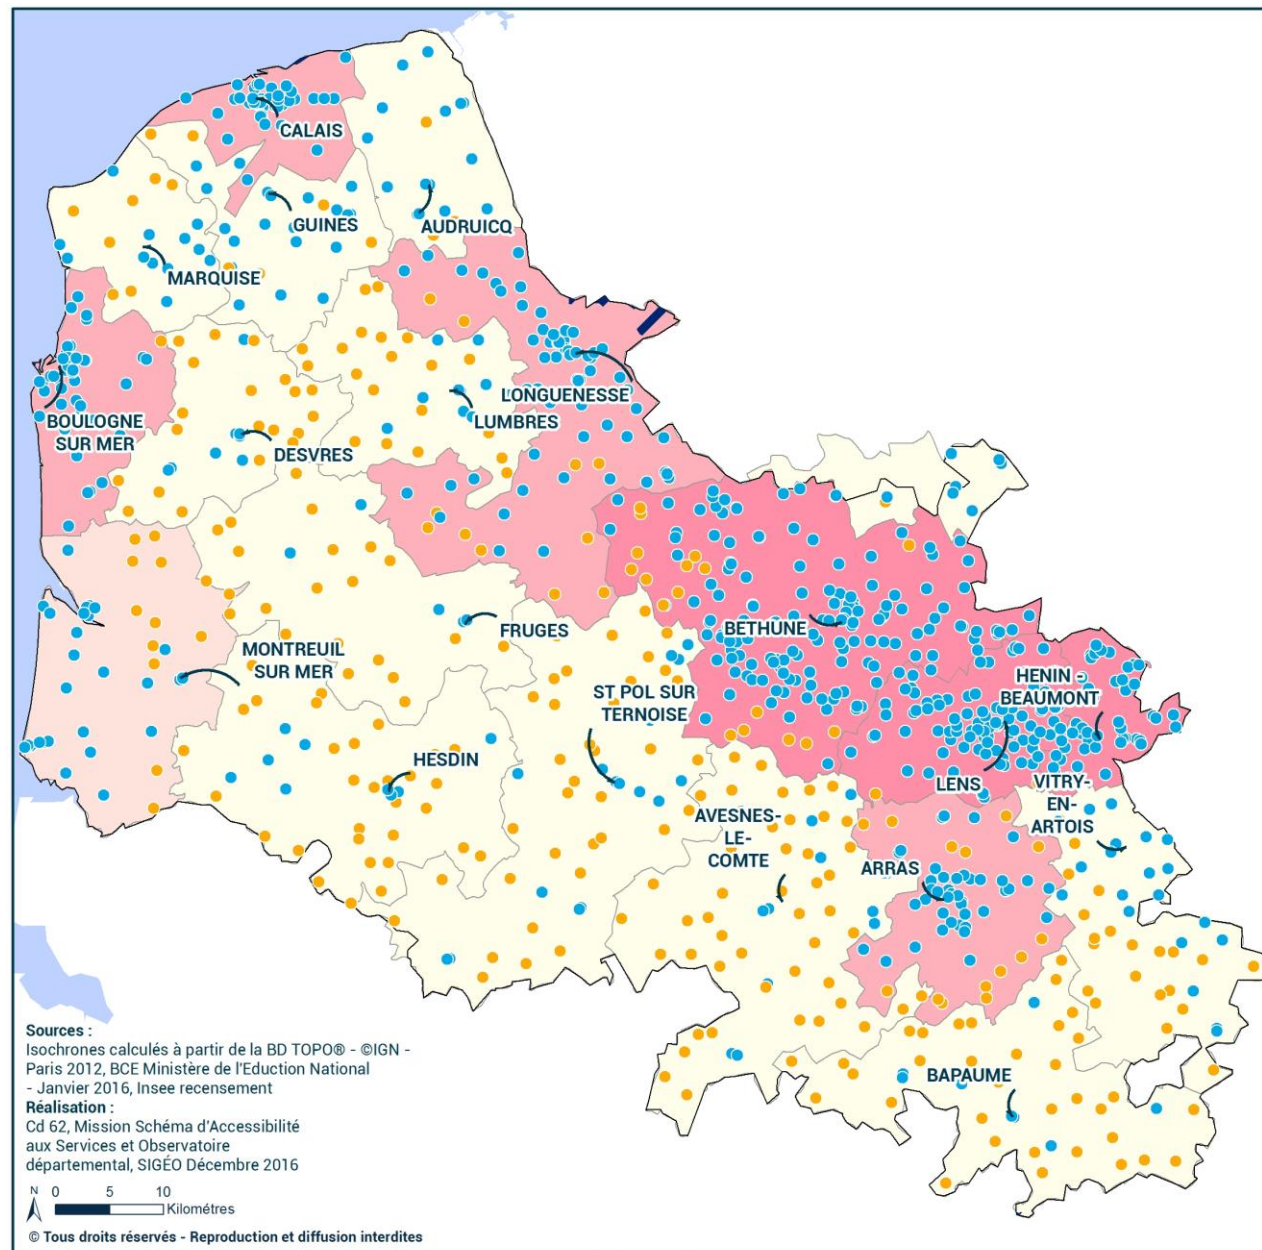 CALAIS
GUINES
AUDRUICQ
MARQUISE
LONGUENESSE
BOULOGNE
SUR MER
LUMBRES
DESVRES
BETHUNE
FRUGES
MONTREUIL
SUR MER
HENIN -
BEAUMONT
ST POL SUR
TERNOISE
HESDIN
LENS
VITRY-
EN-
ARTOIS
AVESNES-
LE-
COMTE
ARRAS
BAPAUME
Sources :
Isochrones calculés à partir de la BD TOPO® - ©IGN -
Paris 2012, BCE Ministère de l'Eduction National
- Janvier 2016, Insee recensement
Réalisation :
Cd 62, Mission Schéma d'Accessibilité
aux Services et Observatoire
départemental, SIGÉO Décembre 2016
N 0 5 10
Kilométres
© Tous droits réservés - Reproduction et diffusion interdites